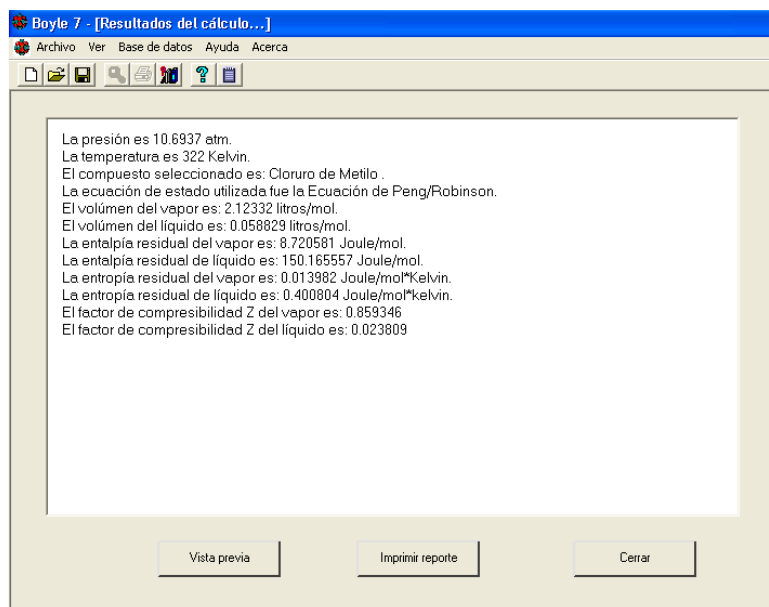 Boyle 7 - [Resultados del cálculo...]
Archivo Ver Base de datos Ayuda Acerca
La presión es 10.6937 atm.
La temperatura es 322 Kelvin.
El compuesto seleccionado es: Cloruro de Metilo .
La ecuación de estado utilizada fue la Ecuación de Peng/Robinson.
El volúmen del vapor es: 2.12332 litros/mol.
El volúmen del líquido es: 0.058829 litros/mol.
La entalpía residual del vapor es: 8.720581 Joule/mol.
La entalpía residual de líquido es: 150.165557 Joule/mol.
La entropía residual del vapor es: 0.013982 Joule/mol*Kelvin.
La entropía residual de líquido es: 0.400804 Joule/mol*kelvin.
El factor de compresibilidad Z del vapor es: 0.859346
El factor de compresibilidad Z del líquido es: 0.023809
Vista previa Imprimir reporte Cerrar